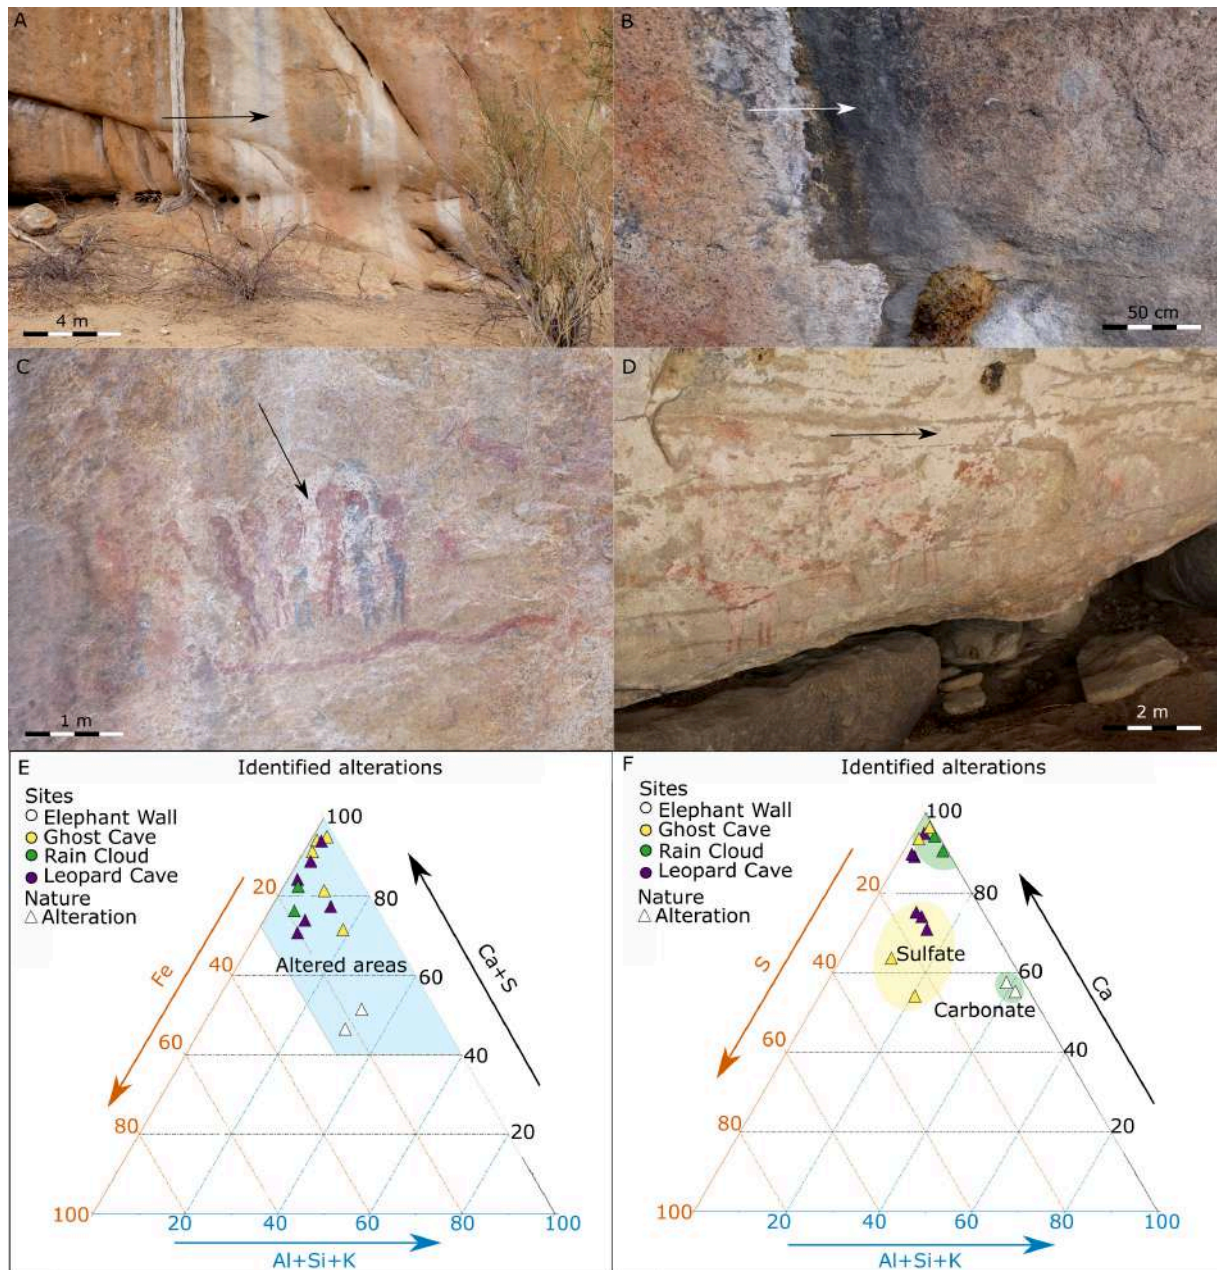 A
4 m
B
50 cm
C
1 m
D
2 m
E
Identified alterations
Sites
Elephant Wall
Ghost Cave
Rain Cloud
Leopard Cave
Nature
Alteration
100
20
80
Fe
40
Altered areas
60
Ca+S
60
40
80
20
100
20
40
60
80
100
Al+Si+K
F
Identified alterations
Sites
Elephant Wall
Ghost Cave
Rain Cloud
Leopard Cave
Nature
Alteration
100
20
80
S
40
Sulfate
60
Ca
Carbonate
60
40
80
20
100
20
40
60
80
100
Al+Si+K